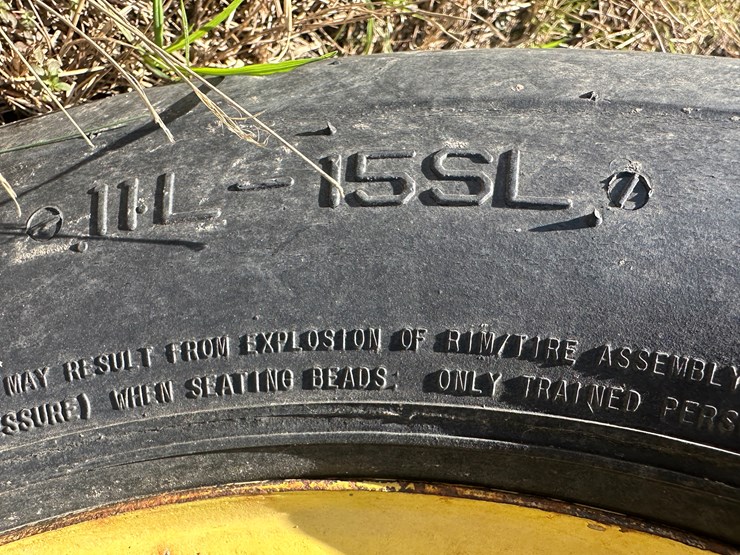 11L-15SL
MAY RESULT FROM EXPLOSION OF RIM/TIRE ASSEMBLY
SSURE) WHEN SEATING BEADS. ONLY TRAINED PERS